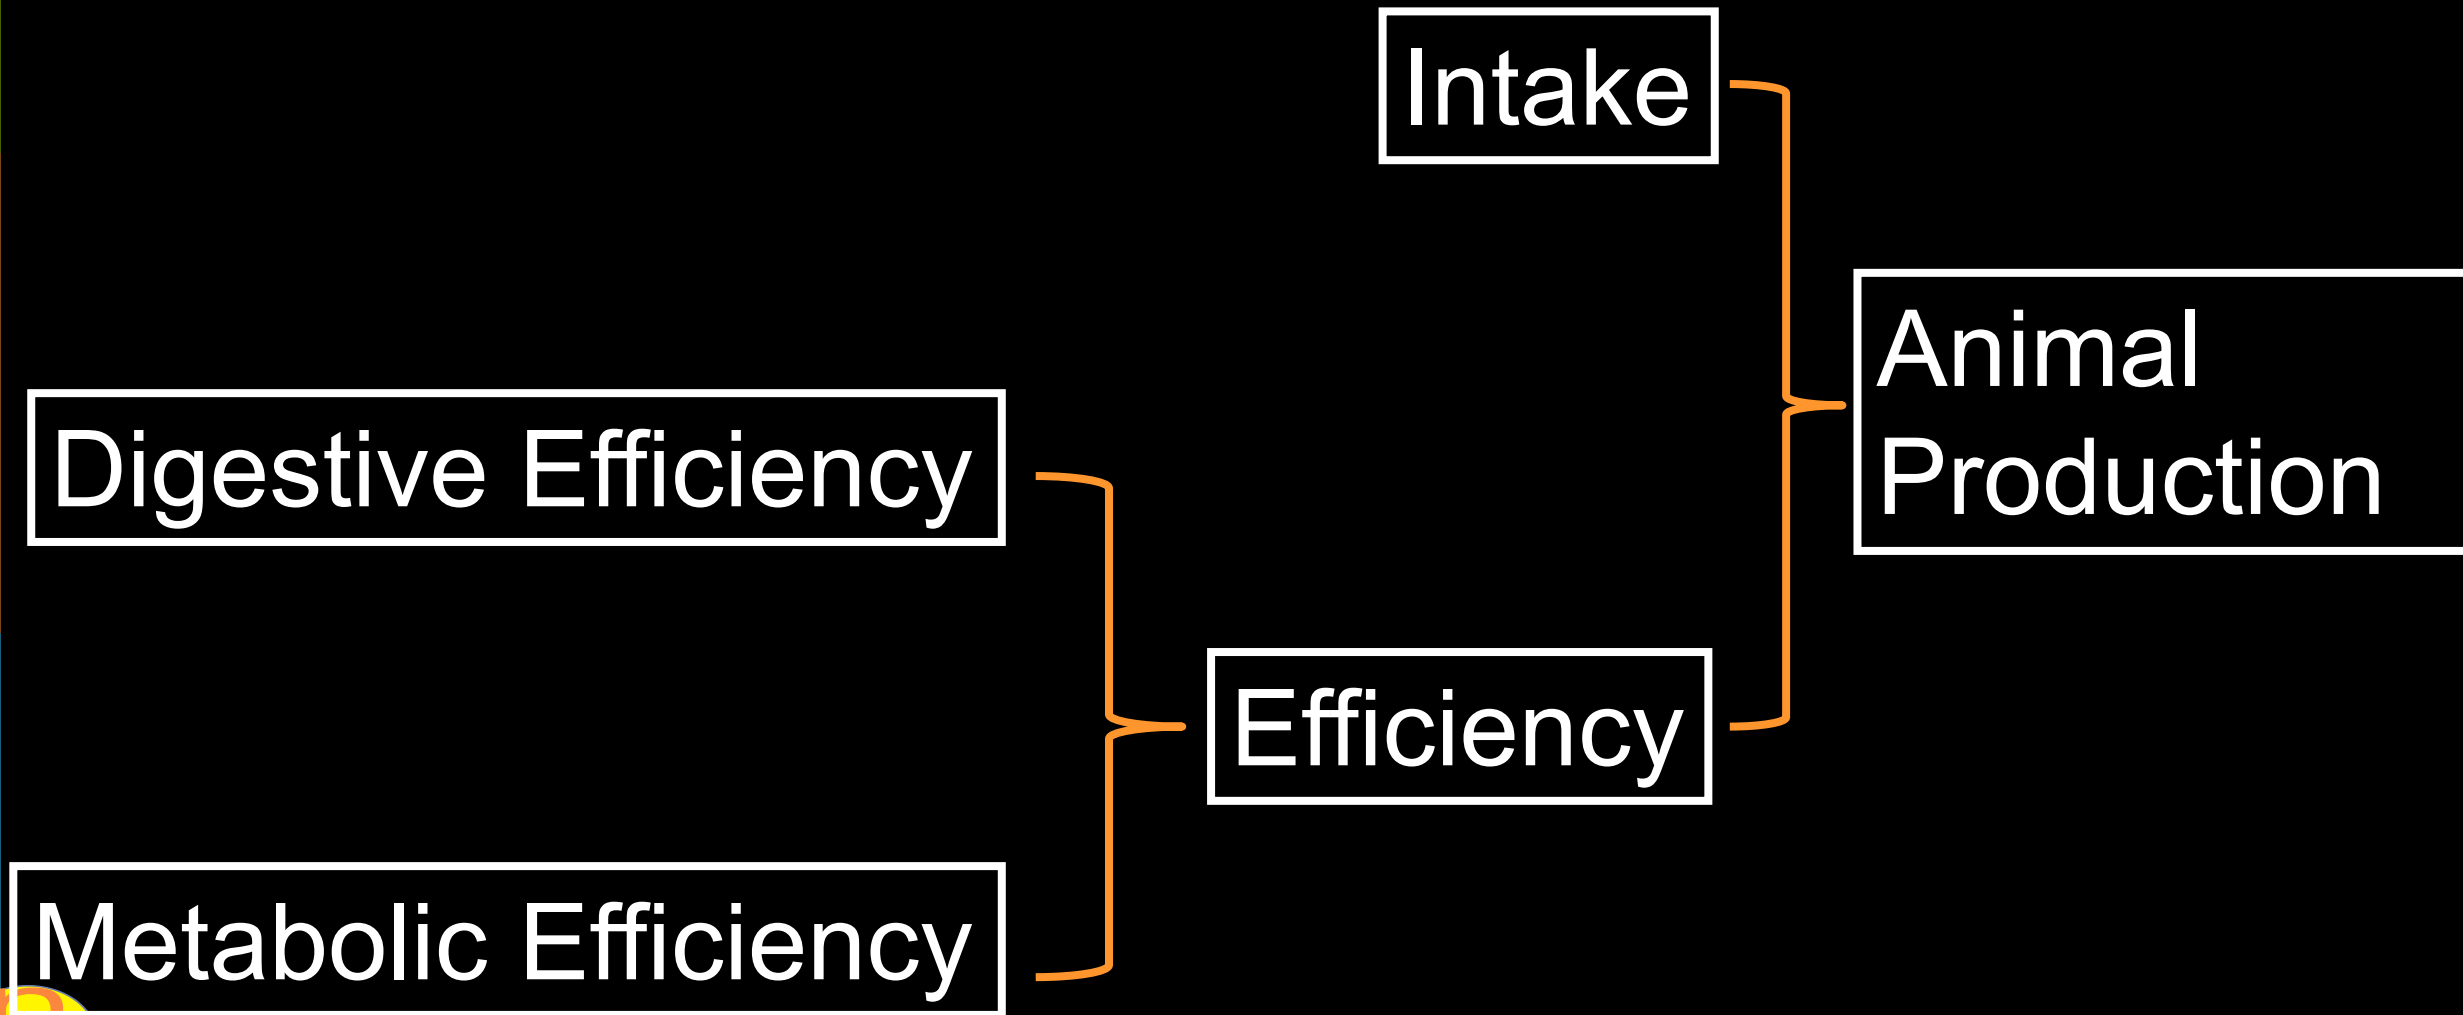 Intake
Animal
Production
Digestive Efficiency
Efficiency
Metabolic Efficiency